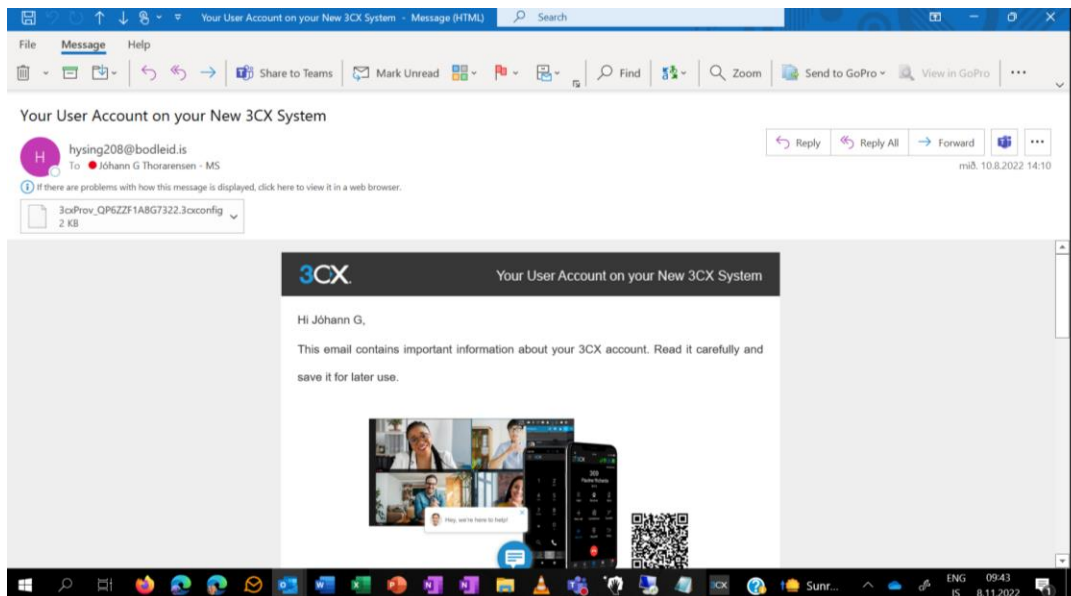 Your User Account on your New 3CX System - Message (HTML)
Search
File Message Help
Share to Teams Mark Unread Find Zoom Send to GoPro View in GoPro
Your User Account on your New 3CX System
H
hysing208@bodleid.is
To Jóhann G Thorarensen - MS
Reply Reply All Forward
mið. 10.8.2022 14:10
If there are problems with how this message is displayed, click here to view it in a web browser.
3cxProv_QP6ZZF1A8G7322.3cxconfig
2 KB
3CX Your User Account on your New 3CX System
Hi Jóhann G,
This email contains important information about your 3CX account. Read it carefully and
save it for later use.
Hey, we're here to help!
Sunr...
ENG 09:43
IS 8.11.2022